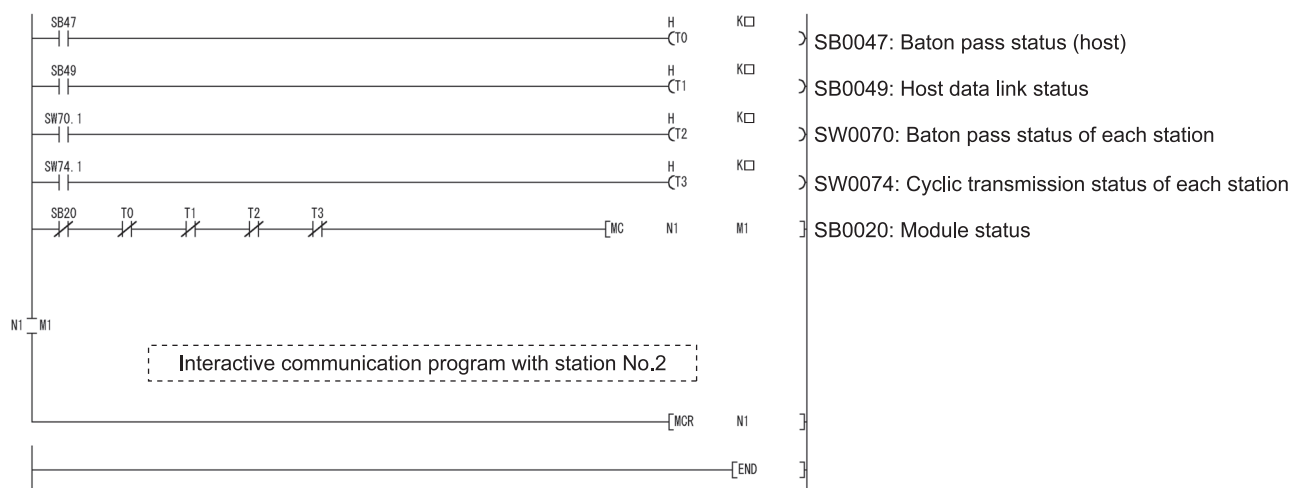 SB47 H K□
T0 SB0047: Baton pass status (host)
SB49 H K□
T1 SB0049: Host data link status
SW70.1 H K□
T2 SW0070: Baton pass status of each station
SW74.1 H K□
T3 SW0074: Cyclic transmission status of each station
SB20 T0 T1 T2 T3
MC N1 M1 SB0020: Module status
N1 M1
Interactive communication program with station No.2
MCR N1
END